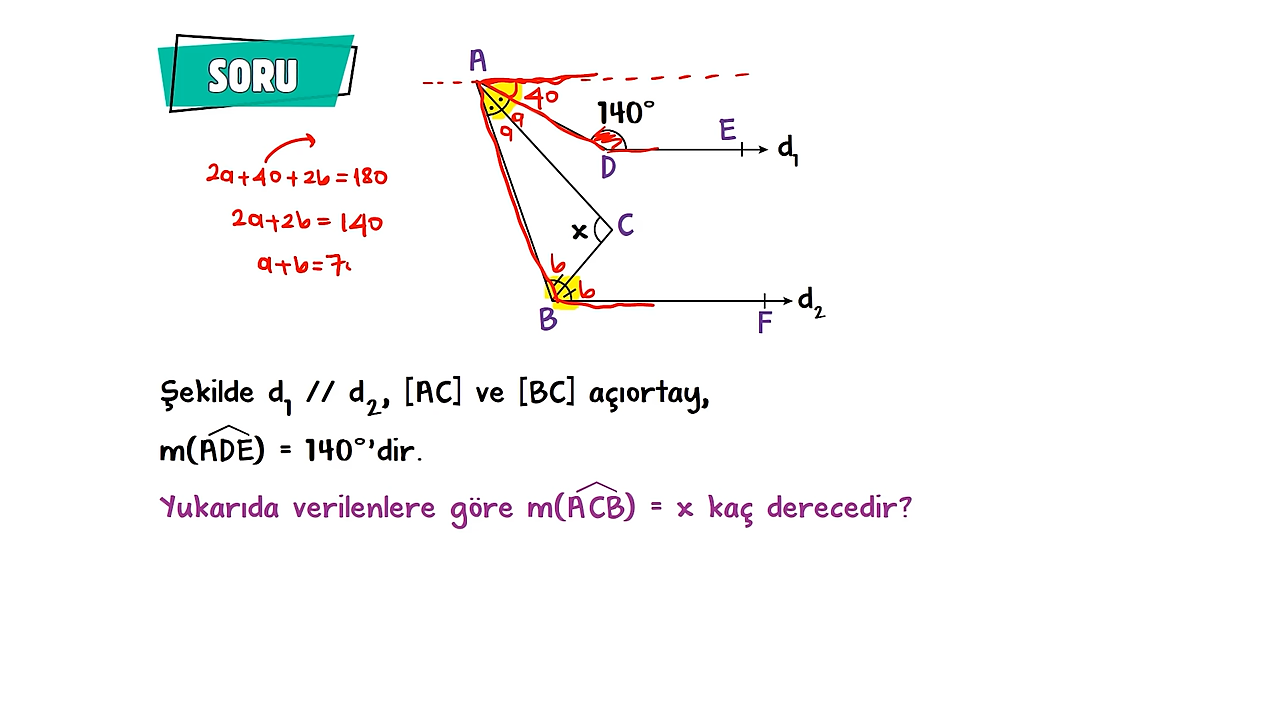 SORU
A
40
140°
a
a
E
d₁
D
2a+40+2b=180
2a+2b=140
a+b=7
x
C
b
b
B
F
d₂
Şekilde d₁ // d₂, [AC] ve [BC] açıortay,
m(ADE) = 140°'dir.
Yukarıda verilenlere göre m(ACB) = x kaç derecedir?